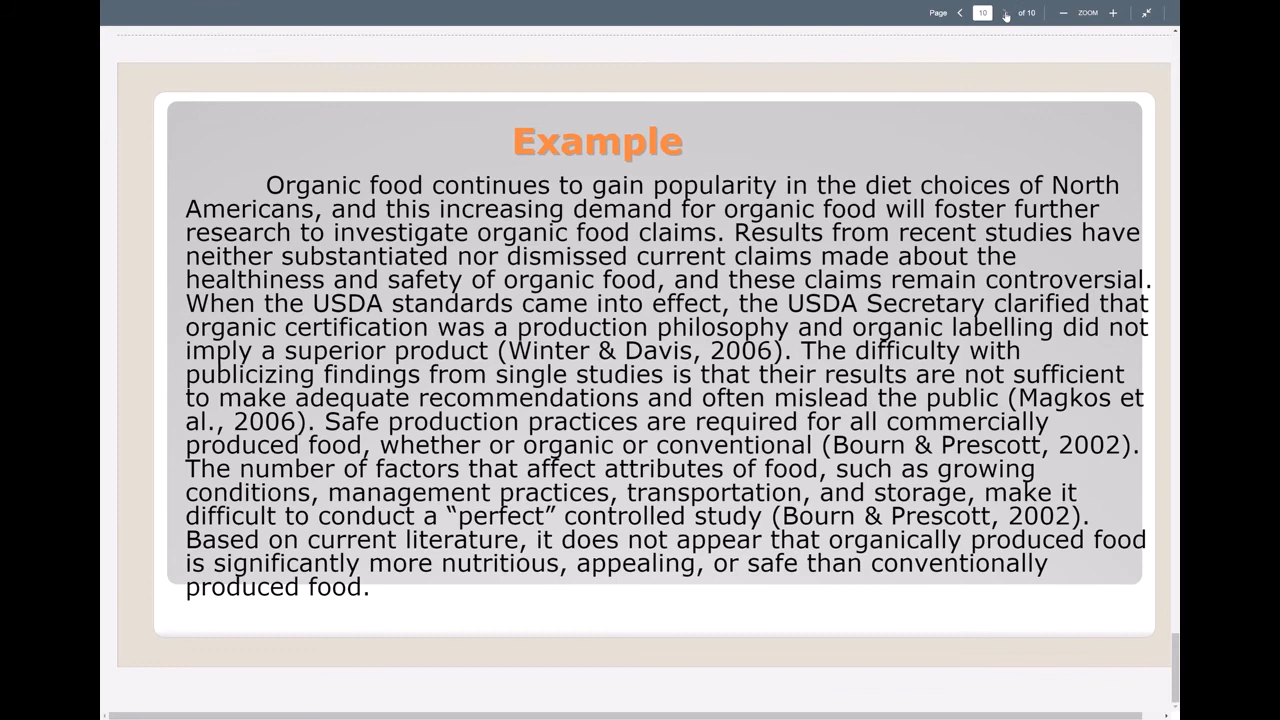 Page 10 of 10 ZOOM
Example
Organic food continues to gain popularity in the diet choices of North
Americans, and this increasing demand for organic food will foster further
research to investigate organic food claims. Results from recent studies have
neither substantiated nor dismissed current claims made about the
healthiness and safety of organic food, and these claims remain controversial.
When the USDA standards came into effect, the USDA Secretary clarified that
organic certification was a production philosophy and organic labelling did not
imply a superior product (Winter & Davis, 2006). The difficulty with
publicizing findings from single studies is that their results are not sufficient
to make adequate recommendations and often mislead the public (Magkos et
al., 2006). Safe production practices are required for all commercially
produced food, whether or organic or conventional (Bourn & Prescott, 2002).
The number of factors that affect attributes of food, such as growing
conditions, management practices, transportation, and storage, make it
difficult to conduct a “perfect” controlled study (Bourn & Prescott, 2002).
Based on current literature, it does not appear that organically produced food
is significantly more nutritious, appealing, or safe than conventionally
produced food.